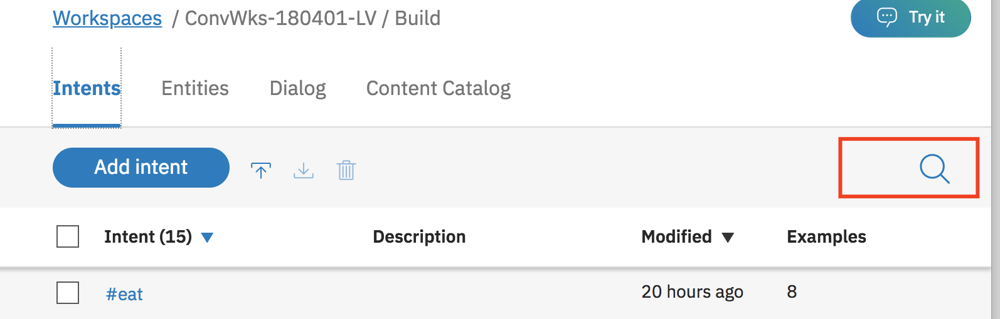 Workspaces / ConvWks-180401-LV / Build
Try it
Intents Entities Dialog Content Catalog
Add intent
Intent (15) Description Modified Examples
#eat 20 hours ago 8